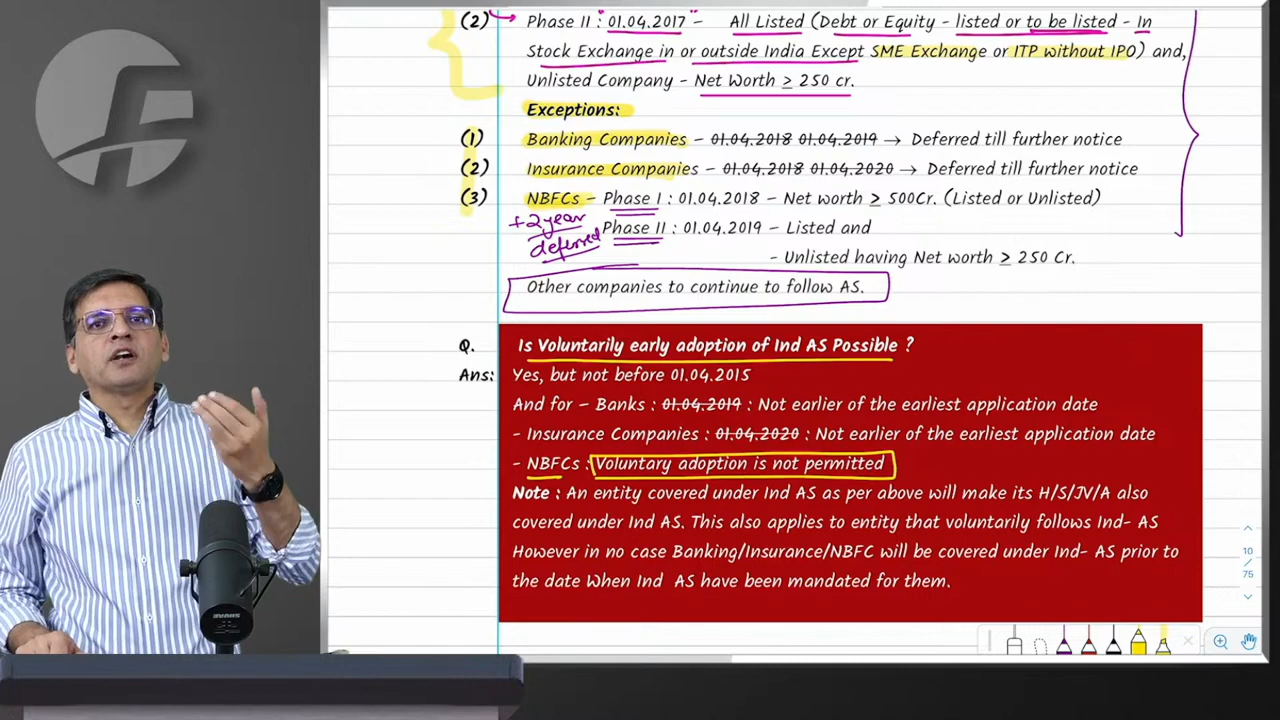 (2) Phase II : 01.04.2017 - All Listed (Debt or Equity - listed or to be listed - In
Stock Exchange in or outside India Except SME Exchange or ITP without IPO) and,
Unlisted Company - Net Worth ≥ 250 cr.
Exceptions:
(1) Banking Companies - 01.04.2018 01.04.2019 → Deferred till further notice
(2) Insurance Companies - 01.04.2018 01.04.2020 → Deferred till further notice
(3) NBFCs - Phase I : 01.04.2018 - Net worth ≥ 500Cr. (Listed or Unlisted)
+2 year
deferred
Phase II : 01.04.2019 - Listed and
- Unlisted having Net worth ≥ 250 Cr.
Other companies to continue to follow AS.
Q. Is Voluntarily early adoption of Ind AS Possible ?
Ans: Yes, but not before 01.04.2015
And for - Banks : 01.04.2019 : Not earlier of the earliest application date
- Insurance Companies : 01.04.2020 : Not earlier of the earliest application date
- NBFCs : Voluntary adoption is not permitted
Note : An entity covered under Ind AS as per above will make its H/S/JV/A also
covered under Ind AS. This also applies to entity that voluntarily follows Ind- AS
However in no case Banking/Insurance/NBFC will be covered under Ind- AS prior to
the date When Ind AS have been mandated for them.
10
/
75
SHURE